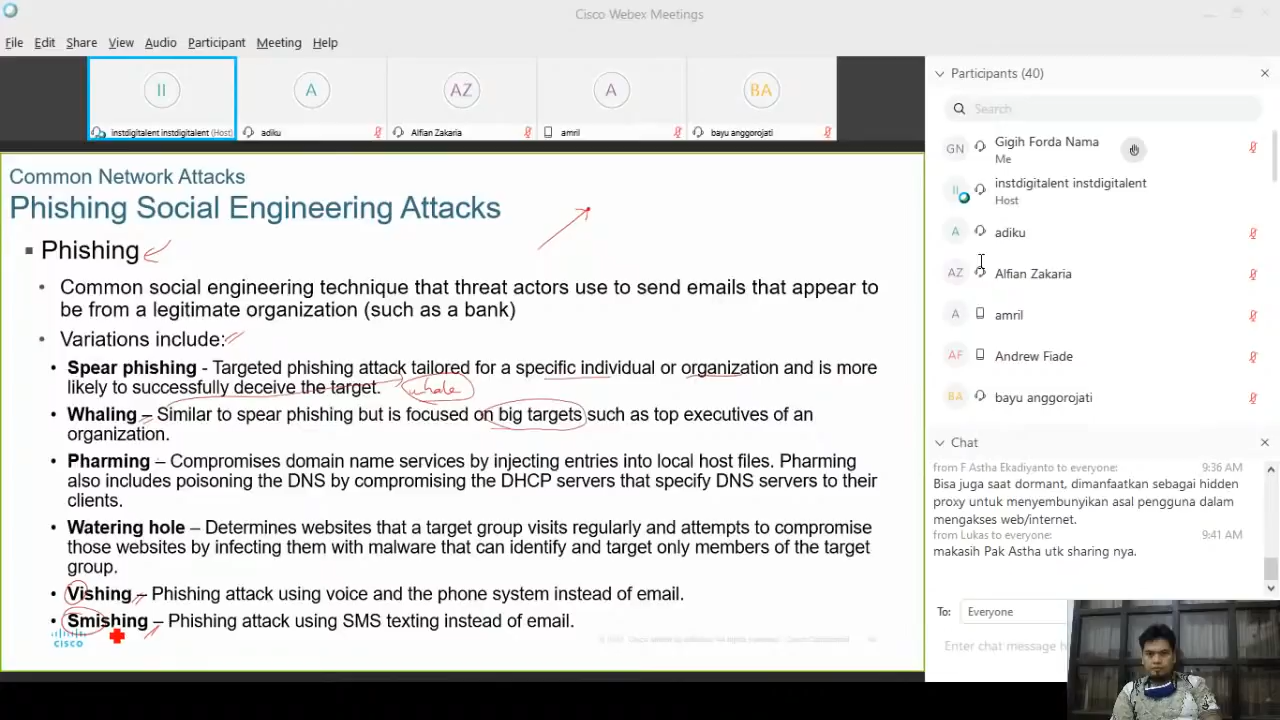 Cisco Webex Meetings
File Edit Share View Audio Participant Meeting Help
II A AZ A BA
instdigitalent instdigitalent (Host) adiku Alfian Zakaria amril bayu anggorojati
Common Network Attacks
Phishing Social Engineering Attacks
▪ Phishing
• Common social engineering technique that threat actors use to send emails that appear to
be from a legitimate organization (such as a bank)
• Variations include:
• Spear phishing - Targeted phishing attack tailored for a specific individual or organization and is more
likely to successfully deceive the target.
whale
• Whaling – Similar to spear phishing but is focused on big targets such as top executives of an
organization.
• Pharming – Compromises domain name services by injecting entries into local host files. Pharming
also includes poisoning the DNS by compromising the DHCP servers that specify DNS servers to their
clients.
• Watering hole – Determines websites that a target group visits regularly and attempts to compromise
those websites by infecting them with malware that can identify and target only members of the target
group.
• Vishing – Phishing attack using voice and the phone system instead of email.
• Smishing – Phishing attack using SMS texting instead of email.
CISCO
Participants (40)
Search
GN Gigih Forda Nama
Me
II instdigitalent instdigitalent
Host
A adiku
AZ Alfian Zakaria
A amril
AF Andrew Fiade
BA bayu anggorojati
Chat
from F Astha Ekadiyanto to everyone: 9:36 AM
Bisa juga saat dormant, dimanfaatkan sebagai hidden
proxy untuk menyembunyikan asal pengguna dalam
mengakses web/internet.
from Lukas to everyone: 9:41 AM
makasih Pak Astha utk sharing nya.
To: Everyone
Enter chat message h